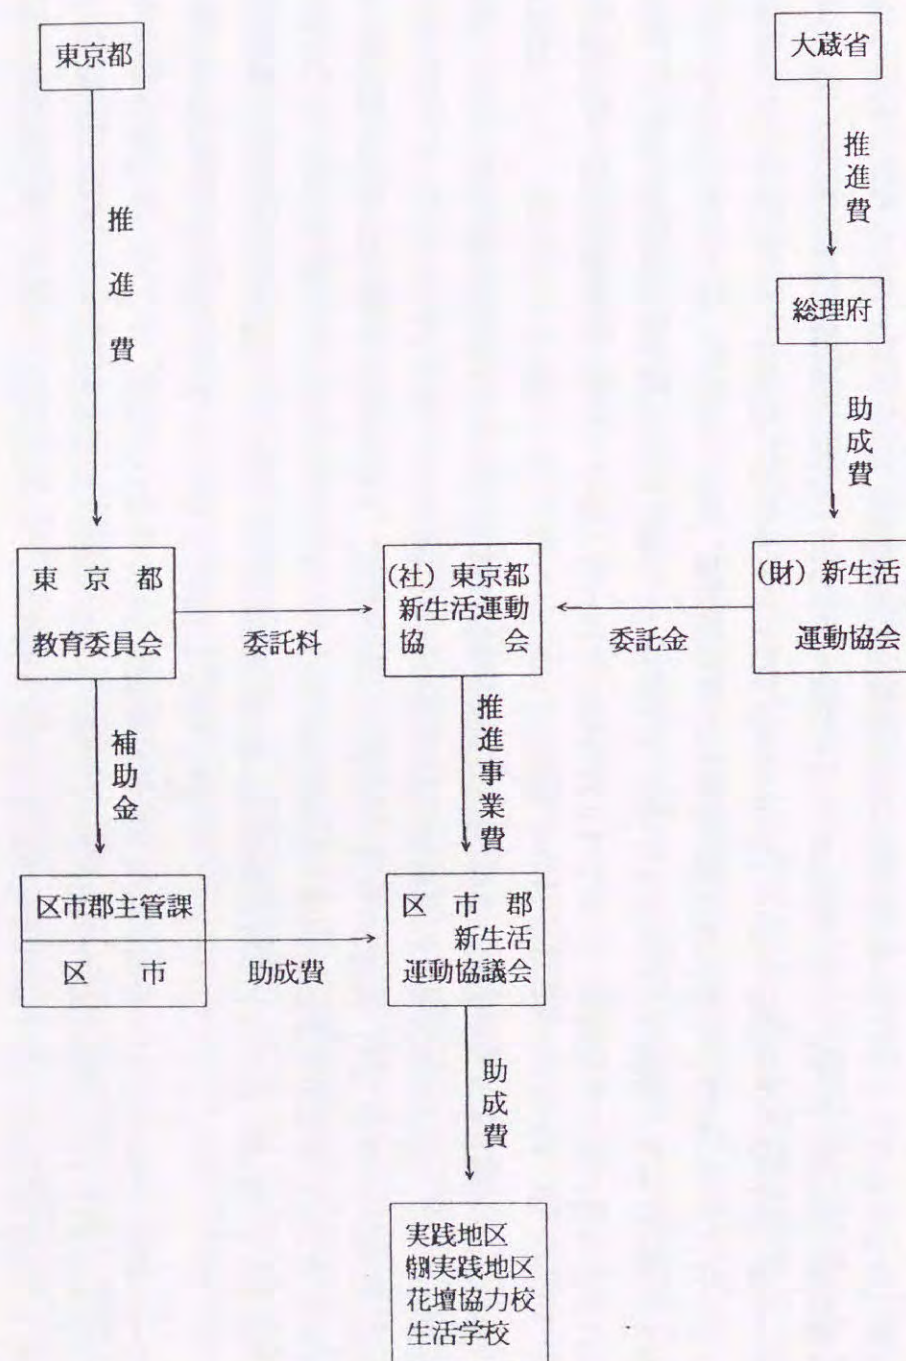 東京都
大蔵省
推進費
推進費
総理府
助成費
東京都
教育委員会
委託料
(社)東京都
新生活運動
協会
委託金
(財)新生活
運動協会
補助金
推進事業費
区市郡主管課
区市
助成費
区市郡
新生活
運動協議会
助成費
実践地区
特別実践地区
花壇協力校
生活学校